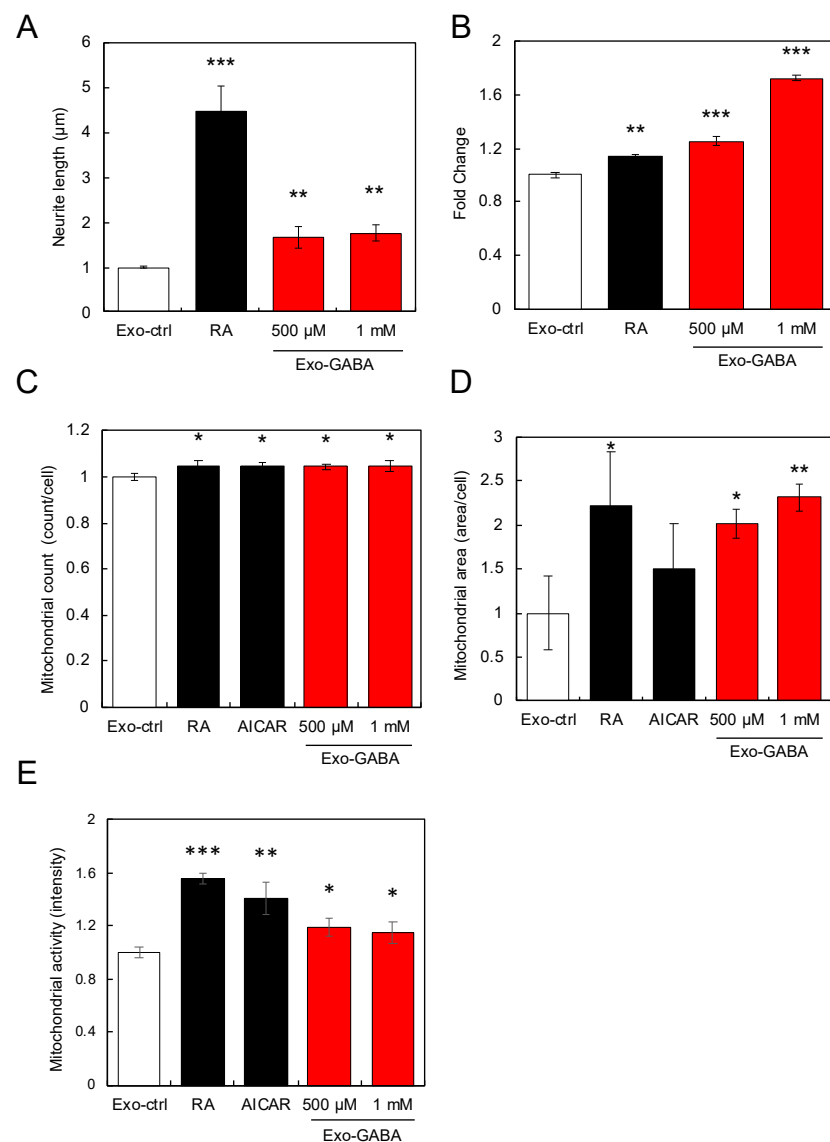 A
Neurite length (µm)
6
5
4
3
2
1
0
***
**
**
Exo-ctrl RA 500 µM 1 mM
Exo-GABA
B
Fold Change
2
1.6
1.2
0.8
0.4
0
**
***
***
Exo-ctrl RA 500 µM 1 mM
Exo-GABA
C
Mitochondrial count (count/cell)
1.2
1
0.8
0.6
0.4
0.2
0
* * * *
Exo-ctrl RA AICAR 500 µM 1 mM
Exo-GABA
D
Mitochondrial area (area/cell)
3
2.5
2
1.5
1
0.5
0
*
*
**
Exo-ctrl RA AICAR 500 µM 1 mM
Exo-GABA
E
Mitochondrial activity (intensity)
2
1.6
1.2
0.8
0.4
0
***
**
*
*
Exo-ctrl RA AICAR 500 µM 1 mM
Exo-GABA